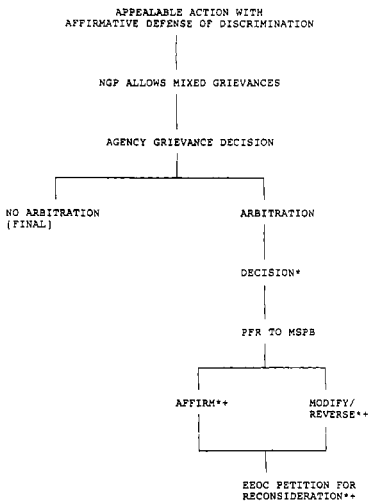 APPEALABLE ACTION WITH
AFFIRMATIVE DEFENSE OF DISCRIMINATION
NGP ALLOWS MIXED GRIEVANCES
AGENCY GRIEVANCE DECISION
NO ARBITRATION
(FINAL)
ARBITRATION
DECISION*
PFR TO MSPB
AFFIRM*+
MODIFY/
REVERSE*+
EEOC PETITION FOR
RECONSIDERATION*+